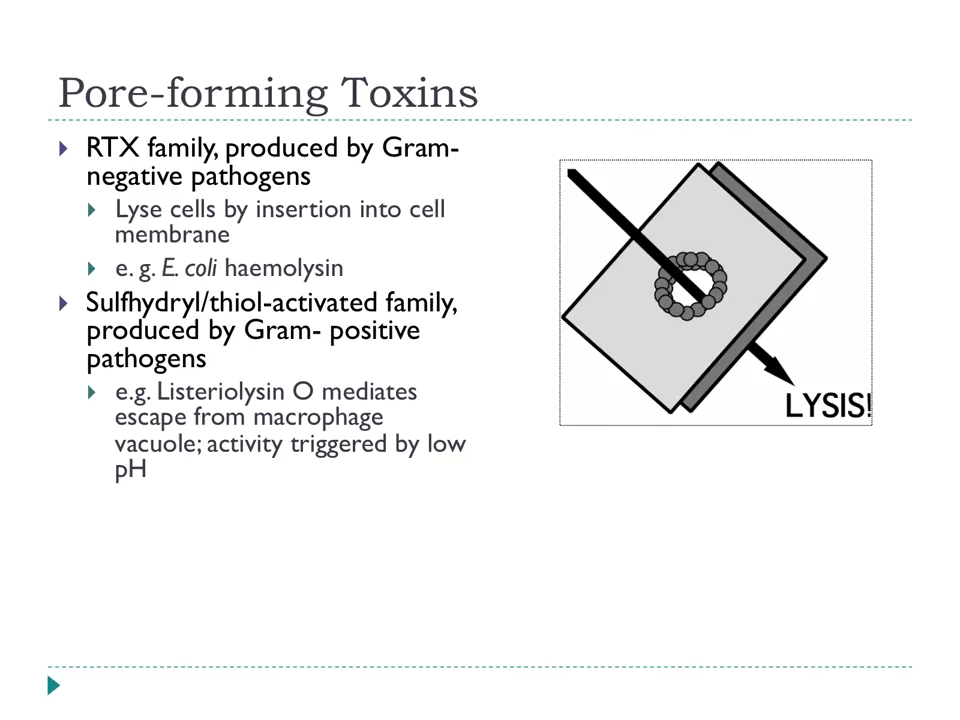 Pore-forming Toxins
RTX family, produced by Gram-
negative pathogens
Lyse cells by insertion into cell
membrane
e. g. E. coli haemolysin
Sulfhydryl/thiol-activated family,
produced by Gram- positive
pathogens
e.g. Listeriolysin O mediates
escape from macrophage
vacuole; activity triggered by low
pH
LYSIS!